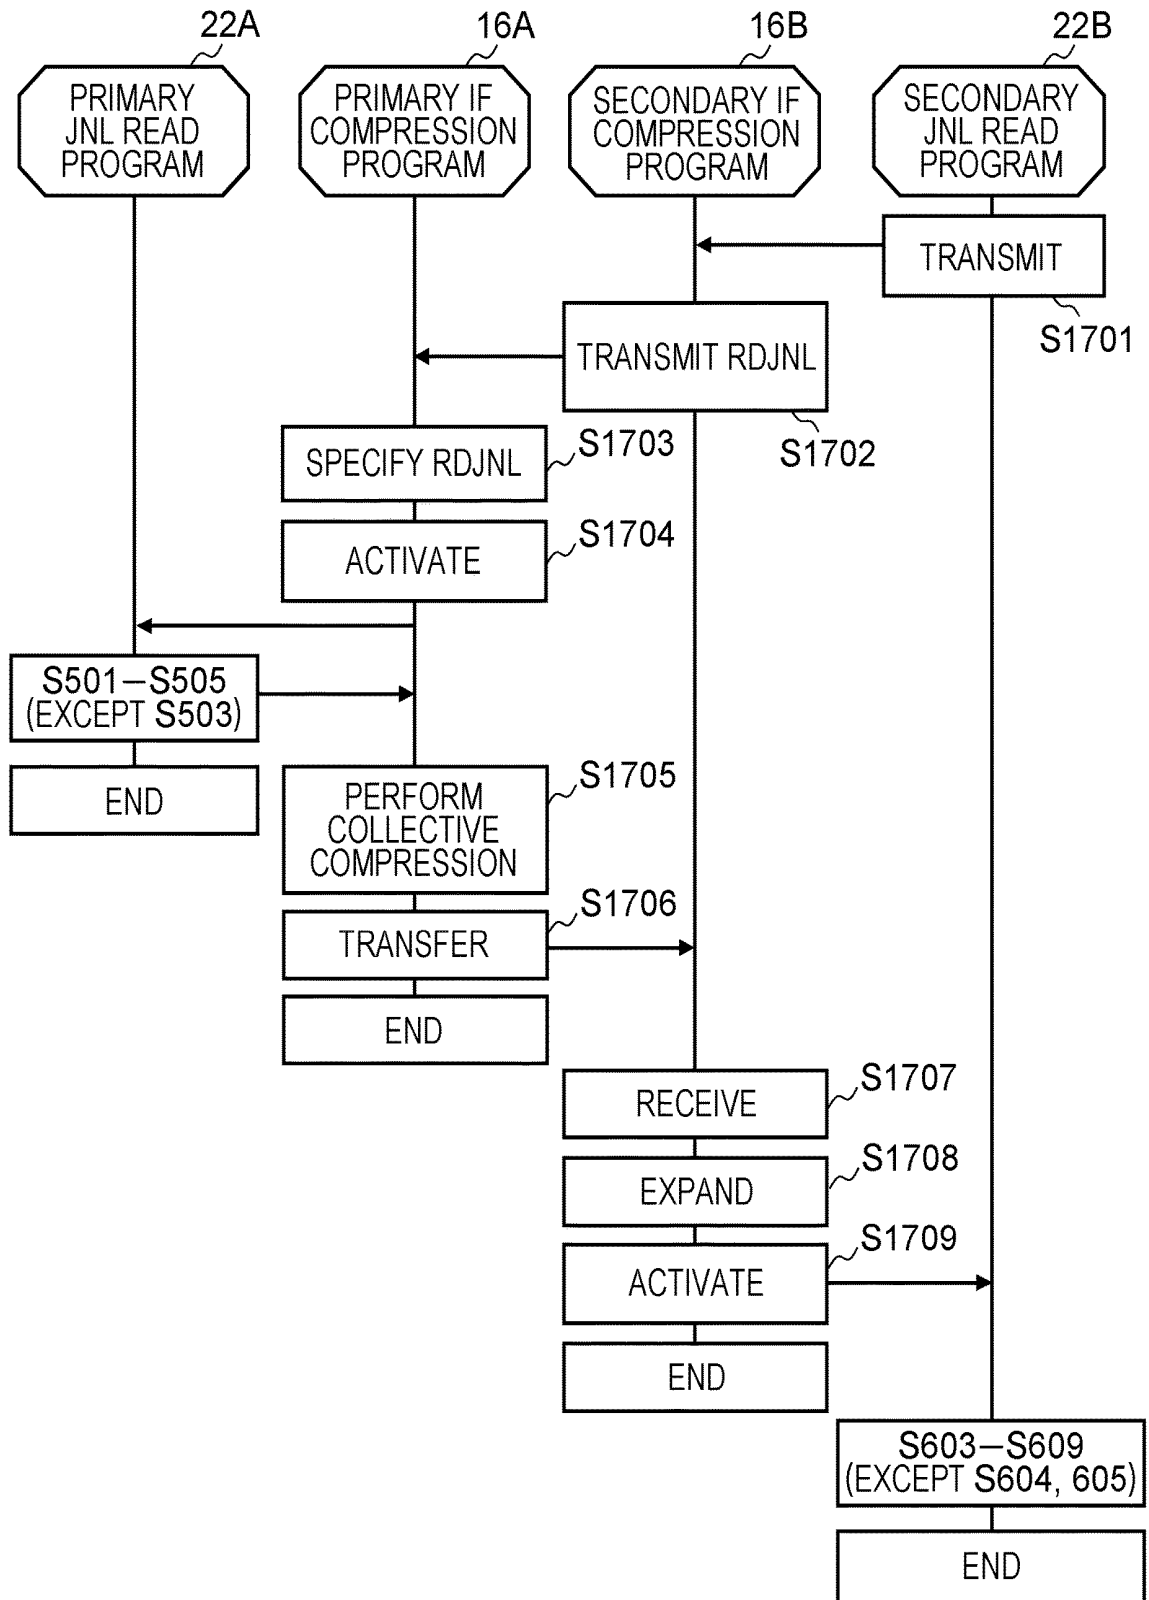 22A
16A
16B
22B
PRIMARY
JNL READ
PROGRAM
PRIMARY IF
COMPRESSION
PROGRAM
SECONDARY IF
COMPRESSION
PROGRAM
SECONDARY
JNL READ
PROGRAM
TRANSMIT
S1701
TRANSMIT RDJNL
S1702
SPECIFY RDJNL
S1703
ACTIVATE
S1704
S501–S505
(EXCEPT S503)
END
PERFORM
COLLECTIVE
COMPRESSION
S1705
TRANSFER
S1706
END
RECEIVE
S1707
EXPAND
S1708
ACTIVATE
S1709
END
S603–S609
(EXCEPT S604, 605)
END